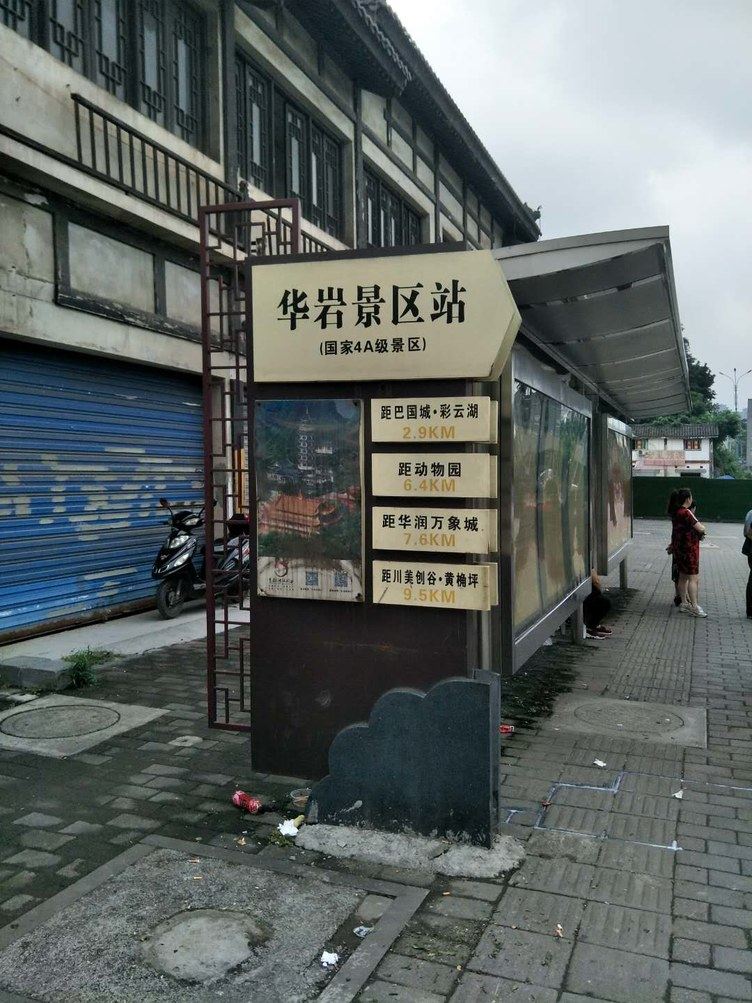 华岩景区站
(国家4A级景区)
距巴国城·彩云湖
2.9KM
距动物园
6.4KM
距华润万象城
7.6KM
距川美创谷·黄桷坪
9.5KM